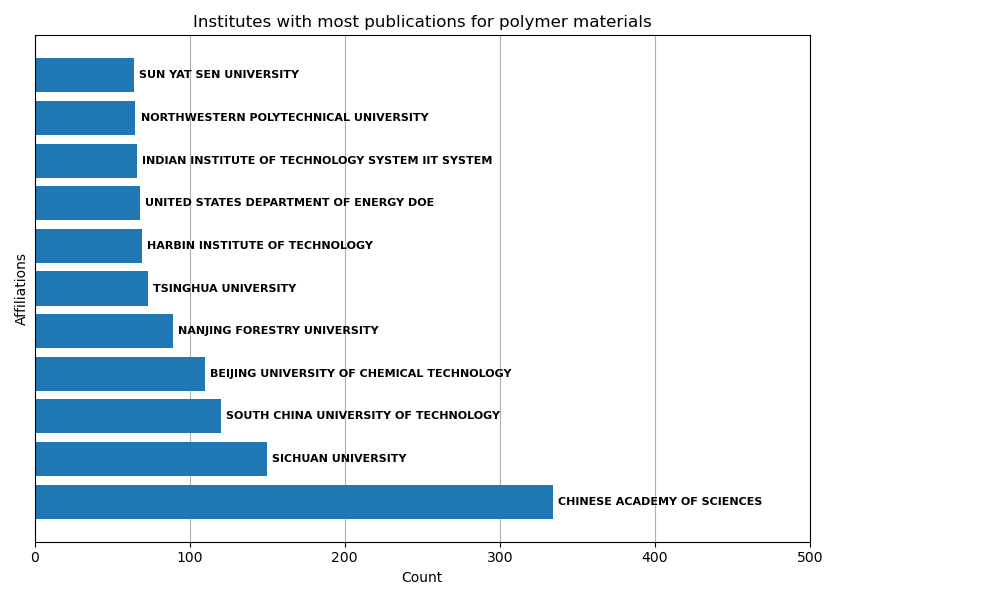 Institutes with most publications for polymer materials
SUN YAT SEN UNIVERSITY
NORTHWESTERN POLYTECHNICAL UNIVERSITY
INDIAN INSTITUTE OF TECHNOLOGY SYSTEM IIT SYSTEM
UNITED STATES DEPARTMENT OF ENERGY DOE
HARBIN INSTITUTE OF TECHNOLOGY
TSINGHUA UNIVERSITY
NANJING FORESTRY UNIVERSITY
BEIJING UNIVERSITY OF CHEMICAL TECHNOLOGY
SOUTH CHINA UNIVERSITY OF TECHNOLOGY
SICHUAN UNIVERSITY
CHINESE ACADEMY OF SCIENCES
Affiliations
0 100 200 300 400 500
Count